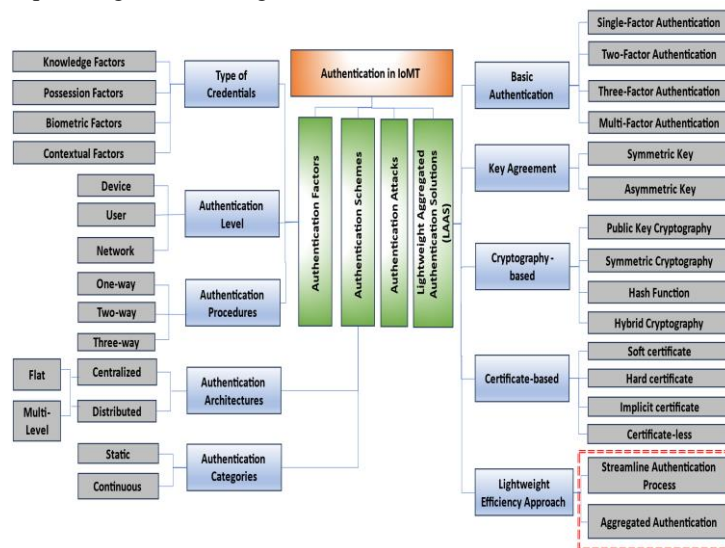 Authentication in IoMT
Authentication Factors
Authentication Schemes
Authentication Attacks
Lightweight Aggregated
Authentication Solutions
(LAAS)
Type of
Credentials
Knowledge Factors
Possession Factors
Biometric Factors
Contextual Factors
Authentication
Level
Device
User
Network
Authentication
Procedures
One-way
Two-way
Three-way
Authentication
Architectures
Centralized
Distributed
Flat
Multi-
Level
Authentication
Categories
Static
Continuous
Basic
Authentication
Single-Factor Authentication
Two-Factor Authentication
Three-Factor Authentication
Multi-Factor Authentication
Key Agreement
Symmetric Key
Asymmetric Key
Cryptography-
based
Public Key Cryptography
Symmetric Cryptography
Hash Function
Hybrid Cryptography
Certificate-based
Soft certificate
Hard certificate
Implicit certificate
Certificate-less
Lightweight
Efficiency Approach
Streamline Authentication
Process
Aggregated Authentication